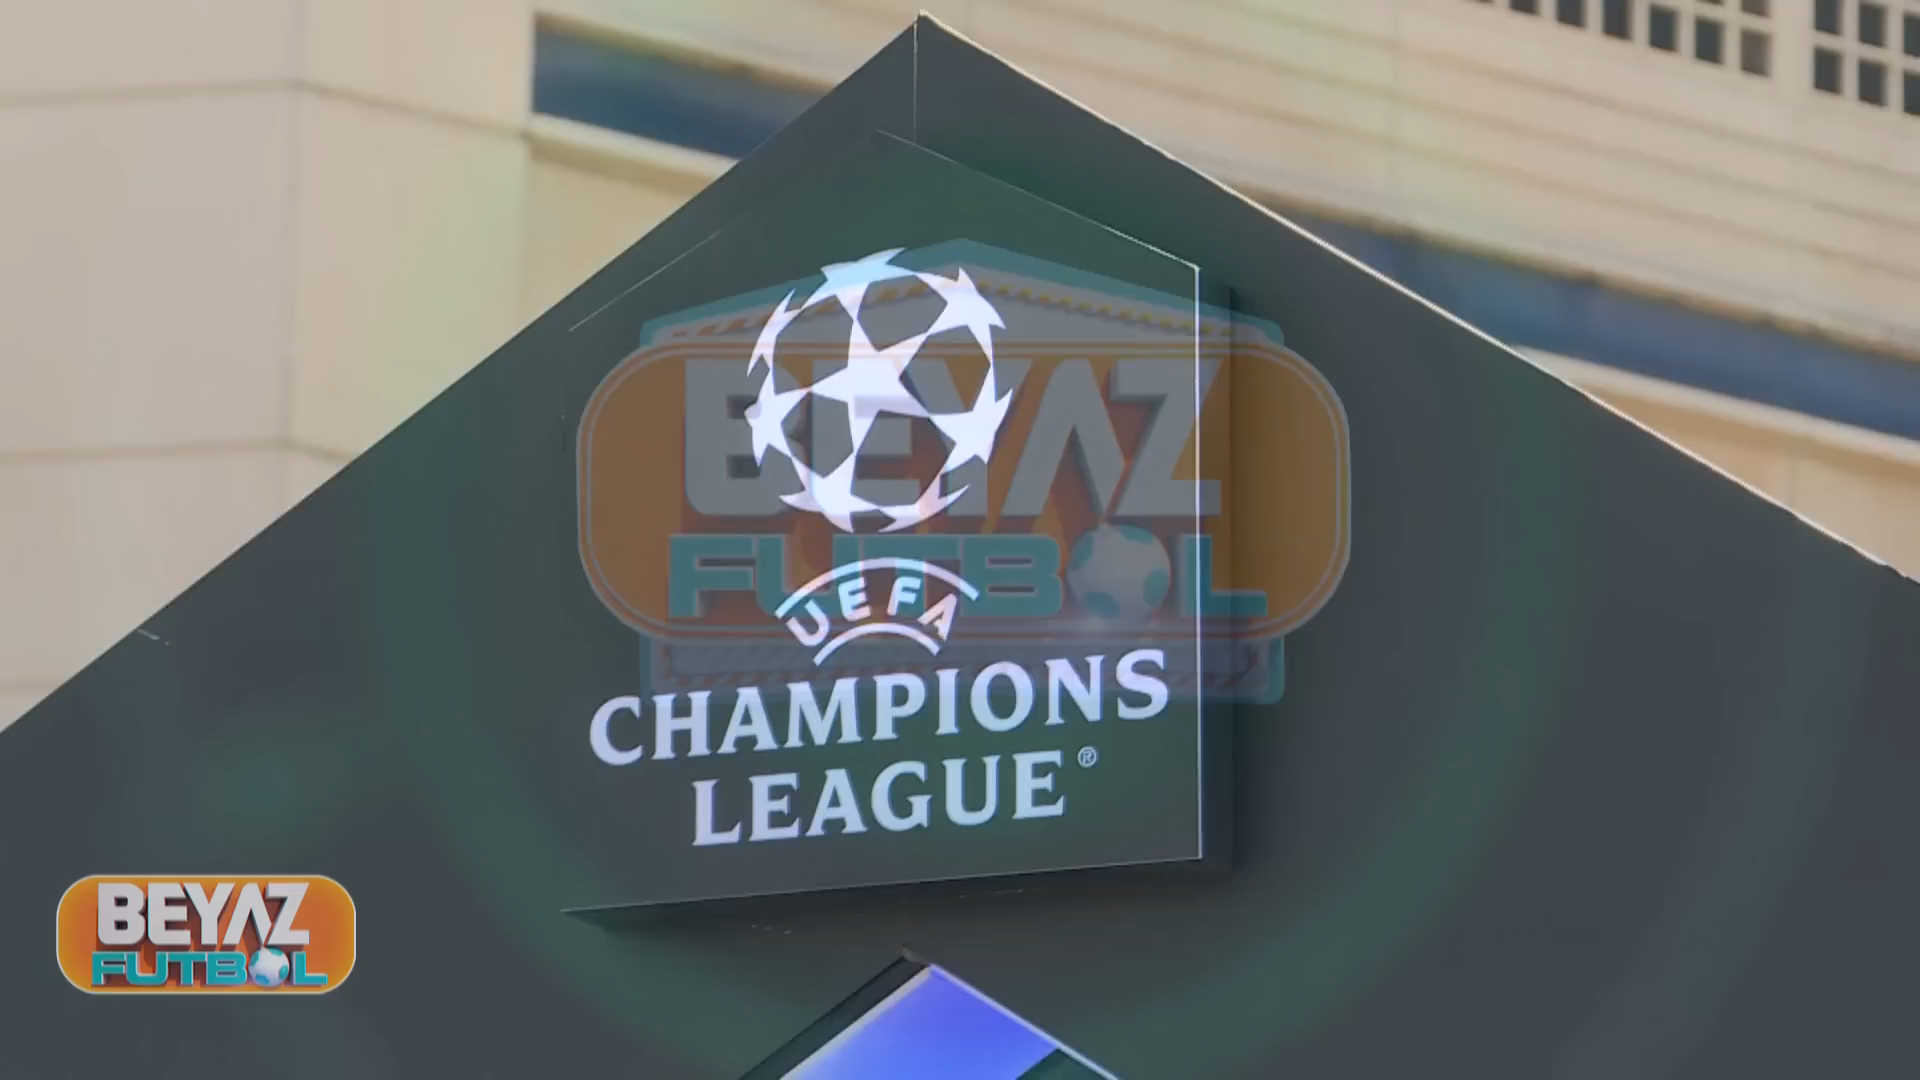 BEYAZ
FUTBOL
UEFA
CHAMPIONS
LEAGUE®
BEYAZ
FUTBOL